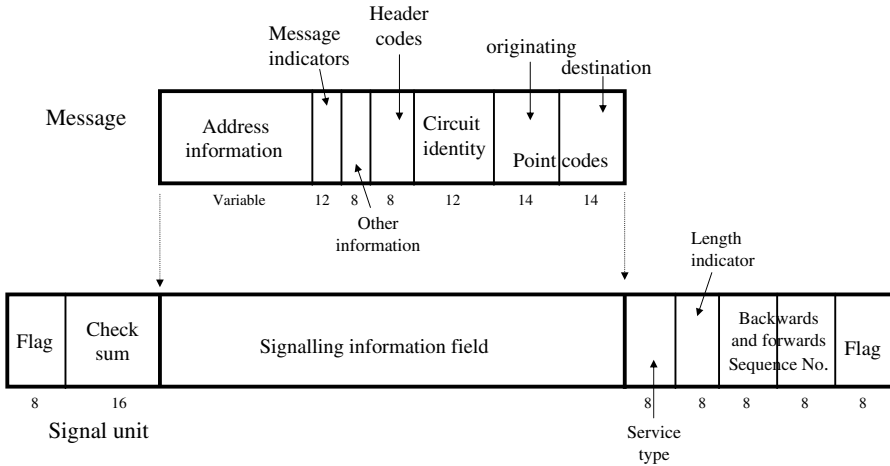 Header
codes
Message
indicators
originating
destination
Message
Address
information
Circuit
identity
Point codes
Variable
12
8
8
12
14
14
Other
information
Length
indicator
Flag
Check
sum
Signalling information field
Backwards
and forwards
Sequence No.
Flag
8
16
8
8
8
8
8
Signal unit
Service
type